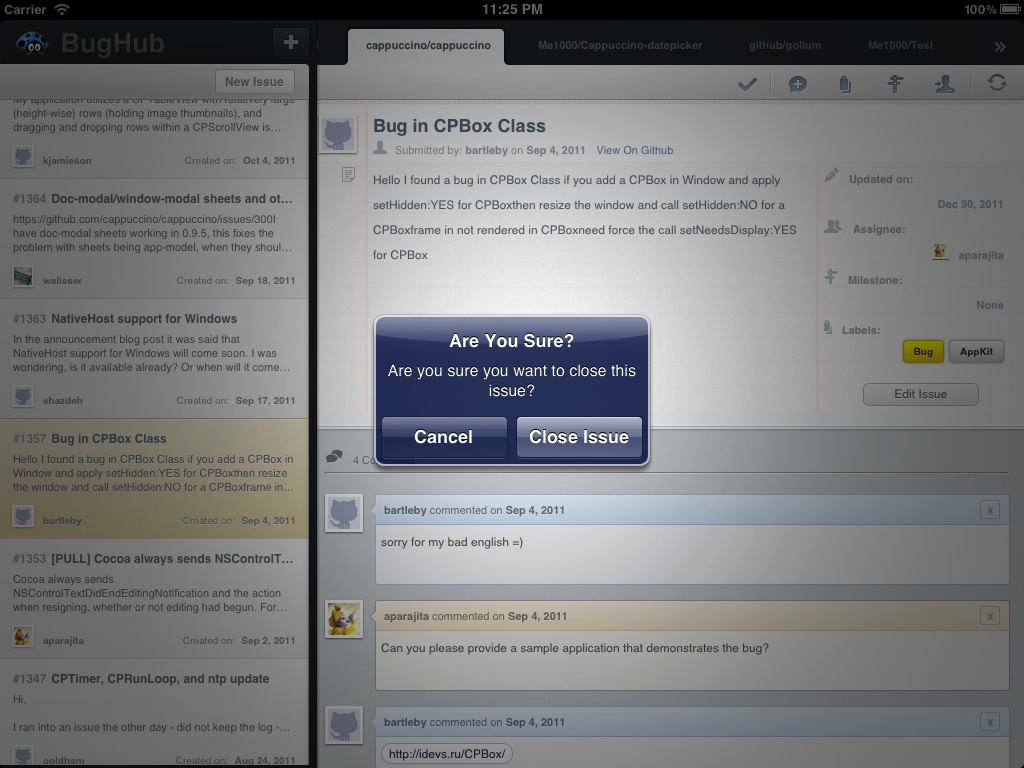 Carrier
11:25 PM
100%
BugHub
+
cappuccino/cappuccino
Me1000/Cappuccino-datepicker
github/gollum
Me1000/Test
»
New Issue
My application utilizes a CPTableView with relatively large
(height-wise) rows (holding image thumbnails), and
dragging and dropping rows within a CPScrollView is…
kjamieson
Created on: Oct 4, 2011
#1364 Doc-modal/window-modal sheets and ot…
https://github.com/cappuccino/cappuccino/issues/300I
have doc-modal sheets working in 0.9.5, this fixes the
problem with sheets being app-model, when they shoul…
walisser
Created on: Sep 18, 2011
#1363 NativeHost support for Windows
In the announcement blog post it was said that
NativeHost support for Windows will come soon. I was
wondering, is it available already? Or when will it come…
shazdeh
Created on: Sep 17, 2011
#1357 Bug in CPBox Class
Hello I found a bug in CPBox Class if you add a CPBox in
Window and apply setHidden:YES for CPBoxthen resize
the window and call setHidden:NO for a CPBoxframe in…
bartleby
Created on: Sep 4, 2011
#1353 [PULL] Cocoa always sends NSControlT…
Cocoa always sends
NSControlTextDidEndEditingNotification and the action
when resigning, whether or not editing had begun. For…
aparajita
Created on: Sep 2, 2011
#1347 CPTimer, CPRunLoop, and ntp update
Hi,
I ran into an issue the other day - did not keep the log -…
ooldham
Created on: Aug 24, 2011
Bug in CPBox Class
Submitted by: bartleby on Sep 4, 2011 View On Github
Hello I found a bug in CPBox Class if you add a CPBox in Window and apply
setHidden:YES for CPBoxthen resize the window and call setHidden:NO for a
CPBoxframe in not rendered in CPBoxneed force the call setNeedsDisplay:YES
for CPBox
Updated on:
Dec 30, 2011
Assignee:
aparajita
Milestone:
None
Labels:
Bug
AppKit
Edit Issue
Are You Sure?
Are you sure you want to close this
issue?
Cancel
Close Issue
4
bartleby commented on Sep 4, 2011
x
sorry for my bad english =)
aparajita commented on Sep 4, 2011
x
Can you please provide a sample application that demonstrates the bug?
bartleby commented on Sep 4, 2011
x
http://idevs.ru/CPBox/